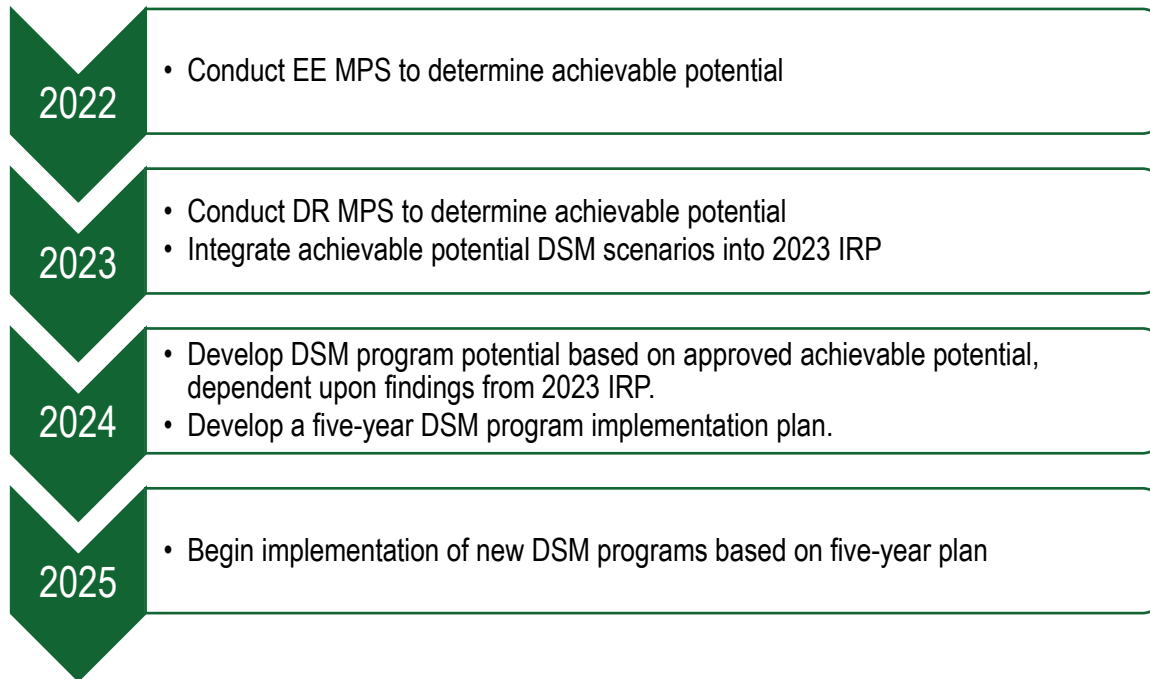 2022
• Conduct EE MPS to determine achievable potential
2023
• Conduct DR MPS to determine achievable potential
• Integrate achievable potential DSM scenarios into 2023 IRP
2024
• Develop DSM program potential based on approved achievable potential,
dependent upon findings from 2023 IRP.
• Develop a five-year DSM program implementation plan.
2025
• Begin implementation of new DSM programs based on five-year plan